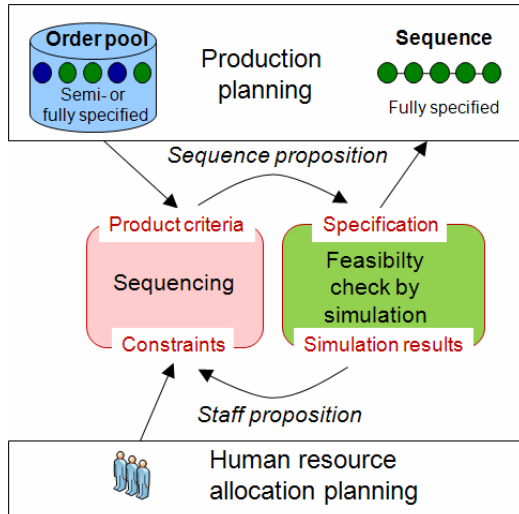 Order pool
Semi- or
fully specified
Production
planning
Sequence
Fully specified
Sequence proposition
Product criteria
Sequencing
Constraints
Specification
Feasibilty
check by
simulation
Simulation results
Staff proposition
Human resource
allocation planning